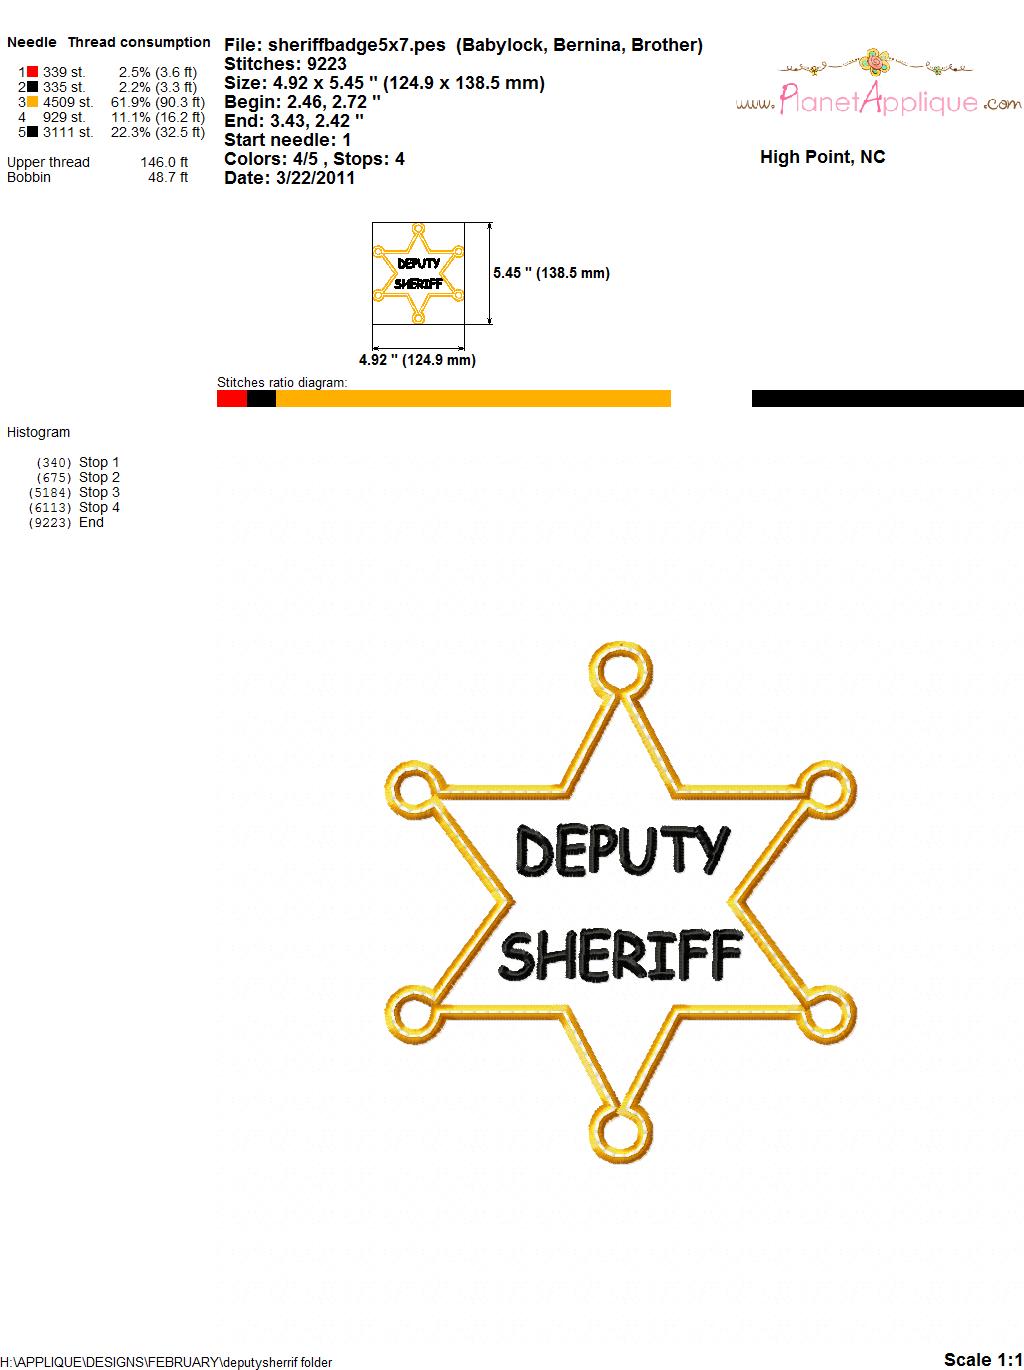 Needle Thread consumption
1 339 st. 2.5% (3.6 ft)
2 335 st. 2.2% (3.3 ft)
3 4509 st. 61.9% (90.3 ft)
4 929 st. 11.1% (16.2 ft)
5 3111 st. 22.3% (32.5 ft)
Upper thread 146.0 ft
Bobbin 48.7 ft
File: sheriffbadge5x7.pes (Babylock, Bernina, Brother)
Stitches: 9223
Size: 4.92 x 5.45 " (124.9 x 138.5 mm)
Begin: 2.46, 2.72 "
End: 3.43, 2.42 "
Start needle: 1
Colors: 4/5 , Stops: 4
Date: 3/22/2011
www.PlanetApplique.com
High Point, NC
DEPUTY
SHERIFF
5.45 " (138.5 mm)
4.92 " (124.9 mm)
Stitches ratio diagram:
Histogram
(340) Stop 1
(675) Stop 2
(5184) Stop 3
(6113) Stop 4
(9223) End
DEPUTY
SHERIFF
H:\APPLIQUE\DESIGNS\FEBRUARY\deputysherrif folder
Scale 1:1